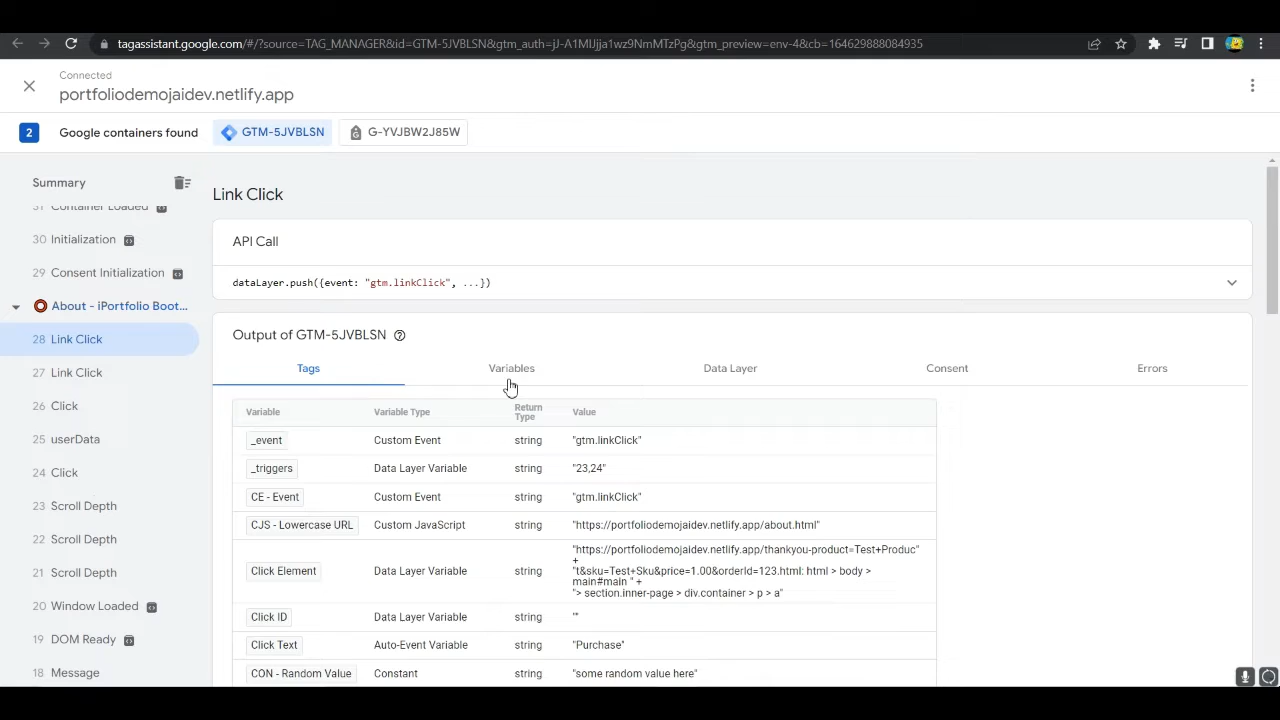 tagassistant.google.com/#/?source=TAG_MANAGER&id=GTM-5JVBLSN&gtm_auth=jJ-A1MIJjja1wz9NmMTzPg&gtm_preview=env-4&cb=164629888084935
Connected
portfoliodemojaidev.netlify.app
2 Google containers found GTM-5JVBLSN G-YVJBW2J85W
Summary
31 Container Loaded
30 Initialization
29 Consent Initialization
About - iPortfolio Boot...
28 Link Click
27 Link Click
26 Click
25 userData
24 Click
23 Scroll Depth
22 Scroll Depth
21 Scroll Depth
20 Window Loaded
19 DOM Ready
18 Message
Link Click
API Call
dataLayer.push({event: "gtm.linkClick", ...})
Output of GTM-5JVBLSN
Tags Variables Data Layer Consent Errors
Variable Variable Type Return Type Value
_event Custom Event string "gtm.linkClick"
_triggers Data Layer Variable string "23,24"
CE - Event Custom Event string "gtm.linkClick"
CJS - Lowercase URL Custom JavaScript string "https://portfoliodemojaidev.netlify.app/about.html"
Click Element Data Layer Variable string "https://portfoliodemojaidev.netlify.app/thankyou-product=Test+Produc"
+
"t&sku=Test+Sku&price=1.00&orderId=123.html: html > body >
main#main " +
"> section.inner-page > div.container > p > a"
Click ID Data Layer Variable string ""
Click Text Auto-Event Variable string "Purchase"
CON - Random Value Constant string "some random value here"